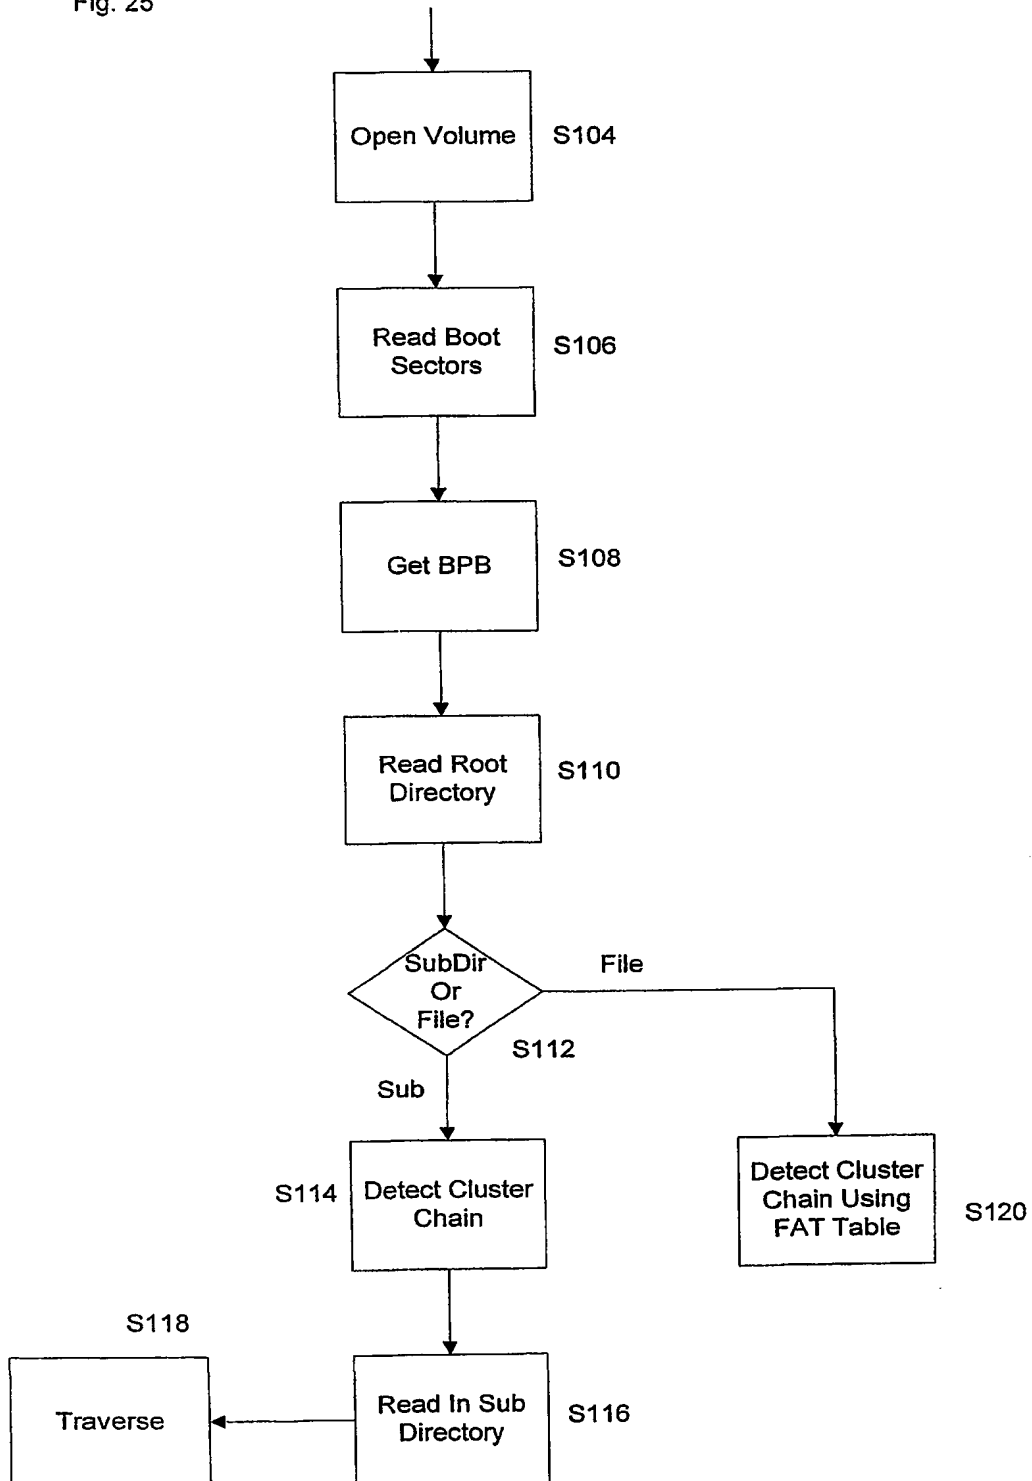 Fig. 25
Open Volume
S104
Read Boot
Sectors
S106
Get BPB
S108
Read Root
Directory
S110
SubDir
Or
File?
File
S112
Sub
S114
Detect Cluster
Chain
Detect Cluster
Chain Using
FAT Table
S120
S118
Traverse
Read In Sub
Directory
S116